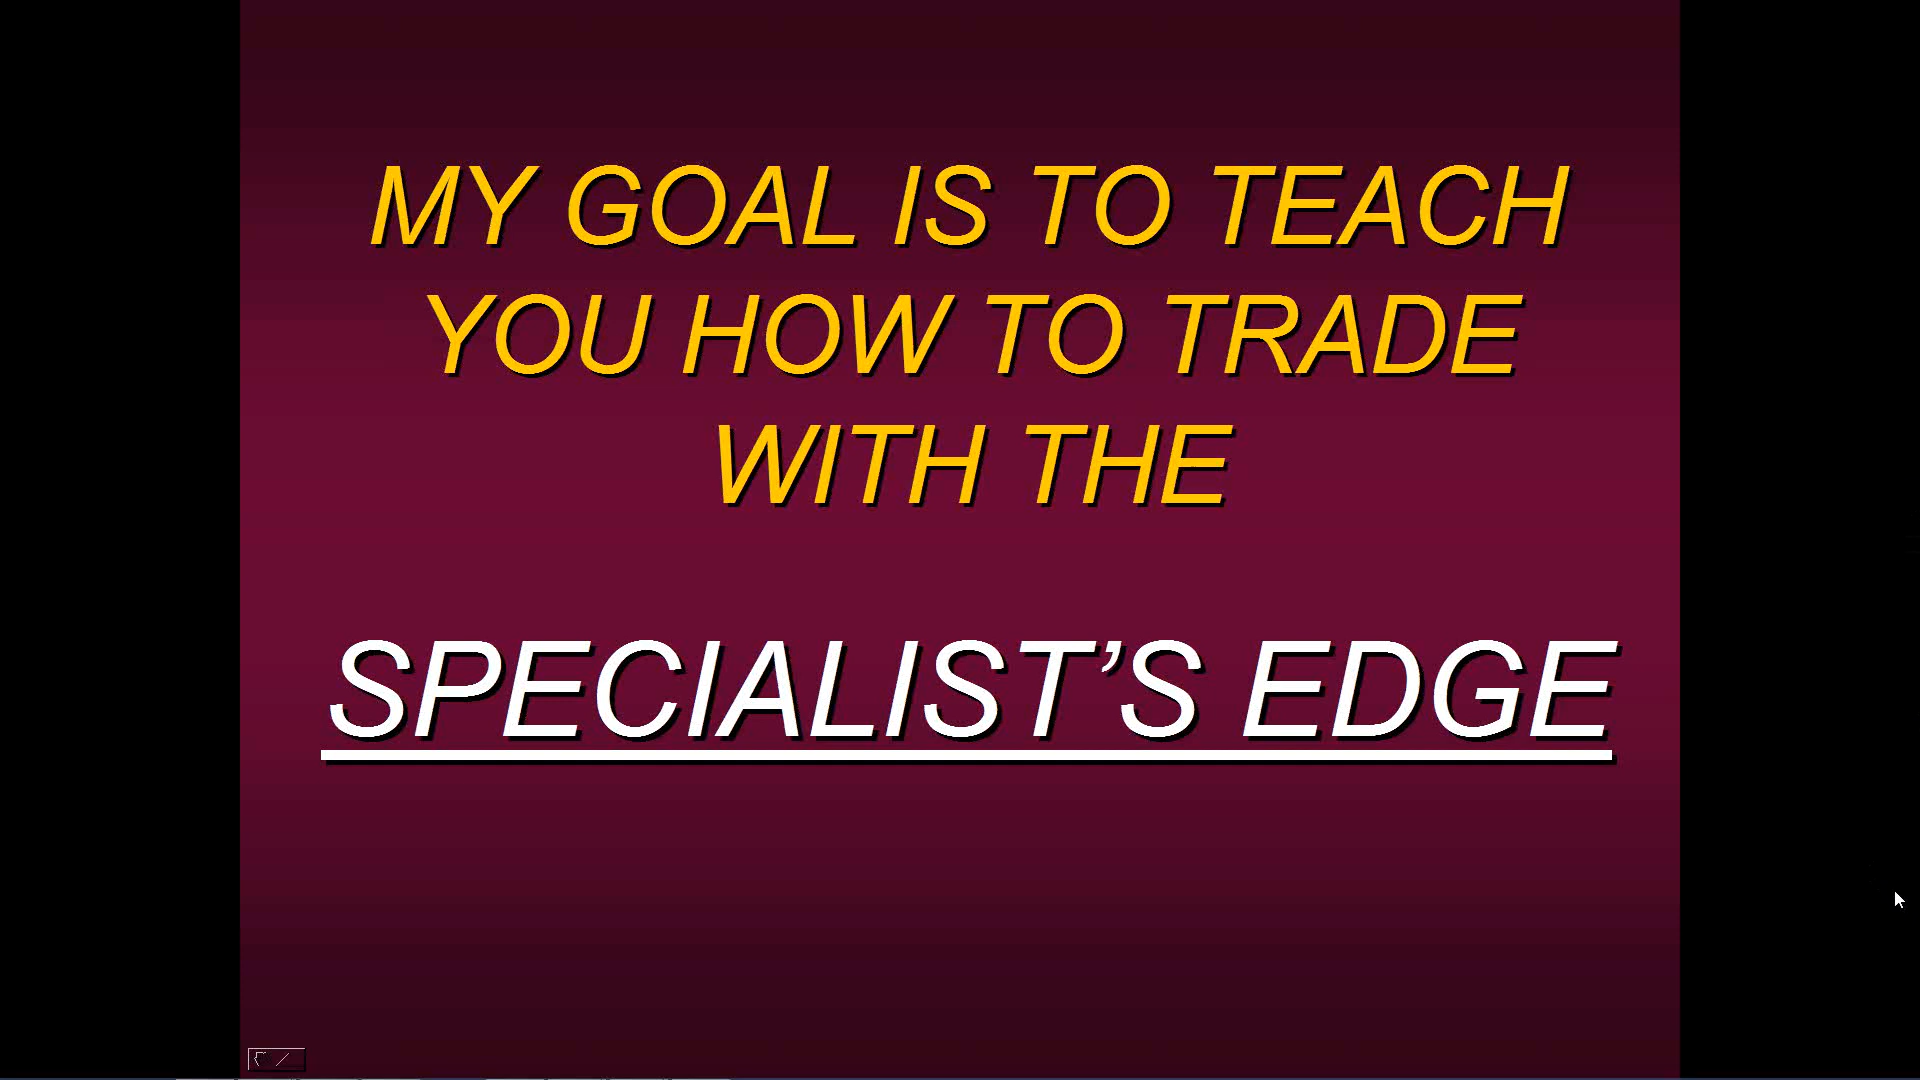 MY GOAL IS TO TEACH
YOU HOW TO TRADE
WITH THE
SPECIALIST’S EDGE